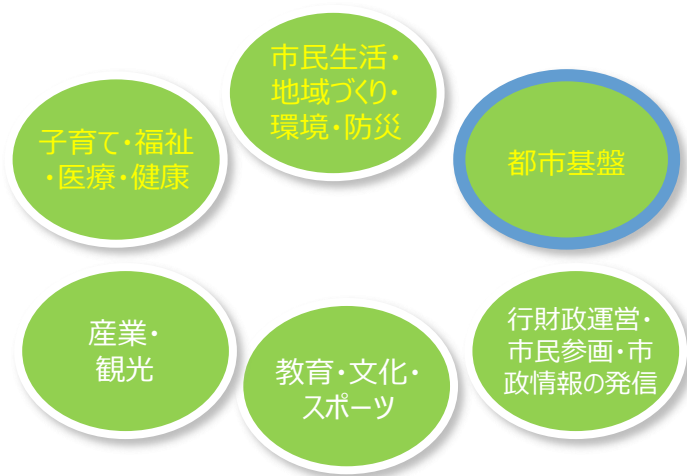 市民生活・
地域づくり・
環境・防災
子育て・福祉
・医療・健康
都市基盤
産業・
観光
教育・文化・
スポーツ
行財政運営・
市民参画・市
政情報の発信